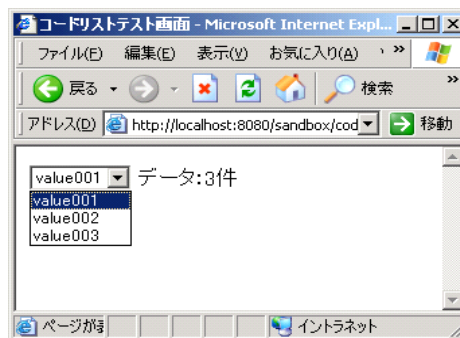 コードリストテスト画面 - Microsoft Internet Expl...
ファイル(F) 編集(E) 表示(V) お気に入り(A) »
戻る 検索 »
アドレス(D) http://localhost:8080/sandbox/cod 移動
value001 データ:3件
value001
value002
value003
ページが イントラネット